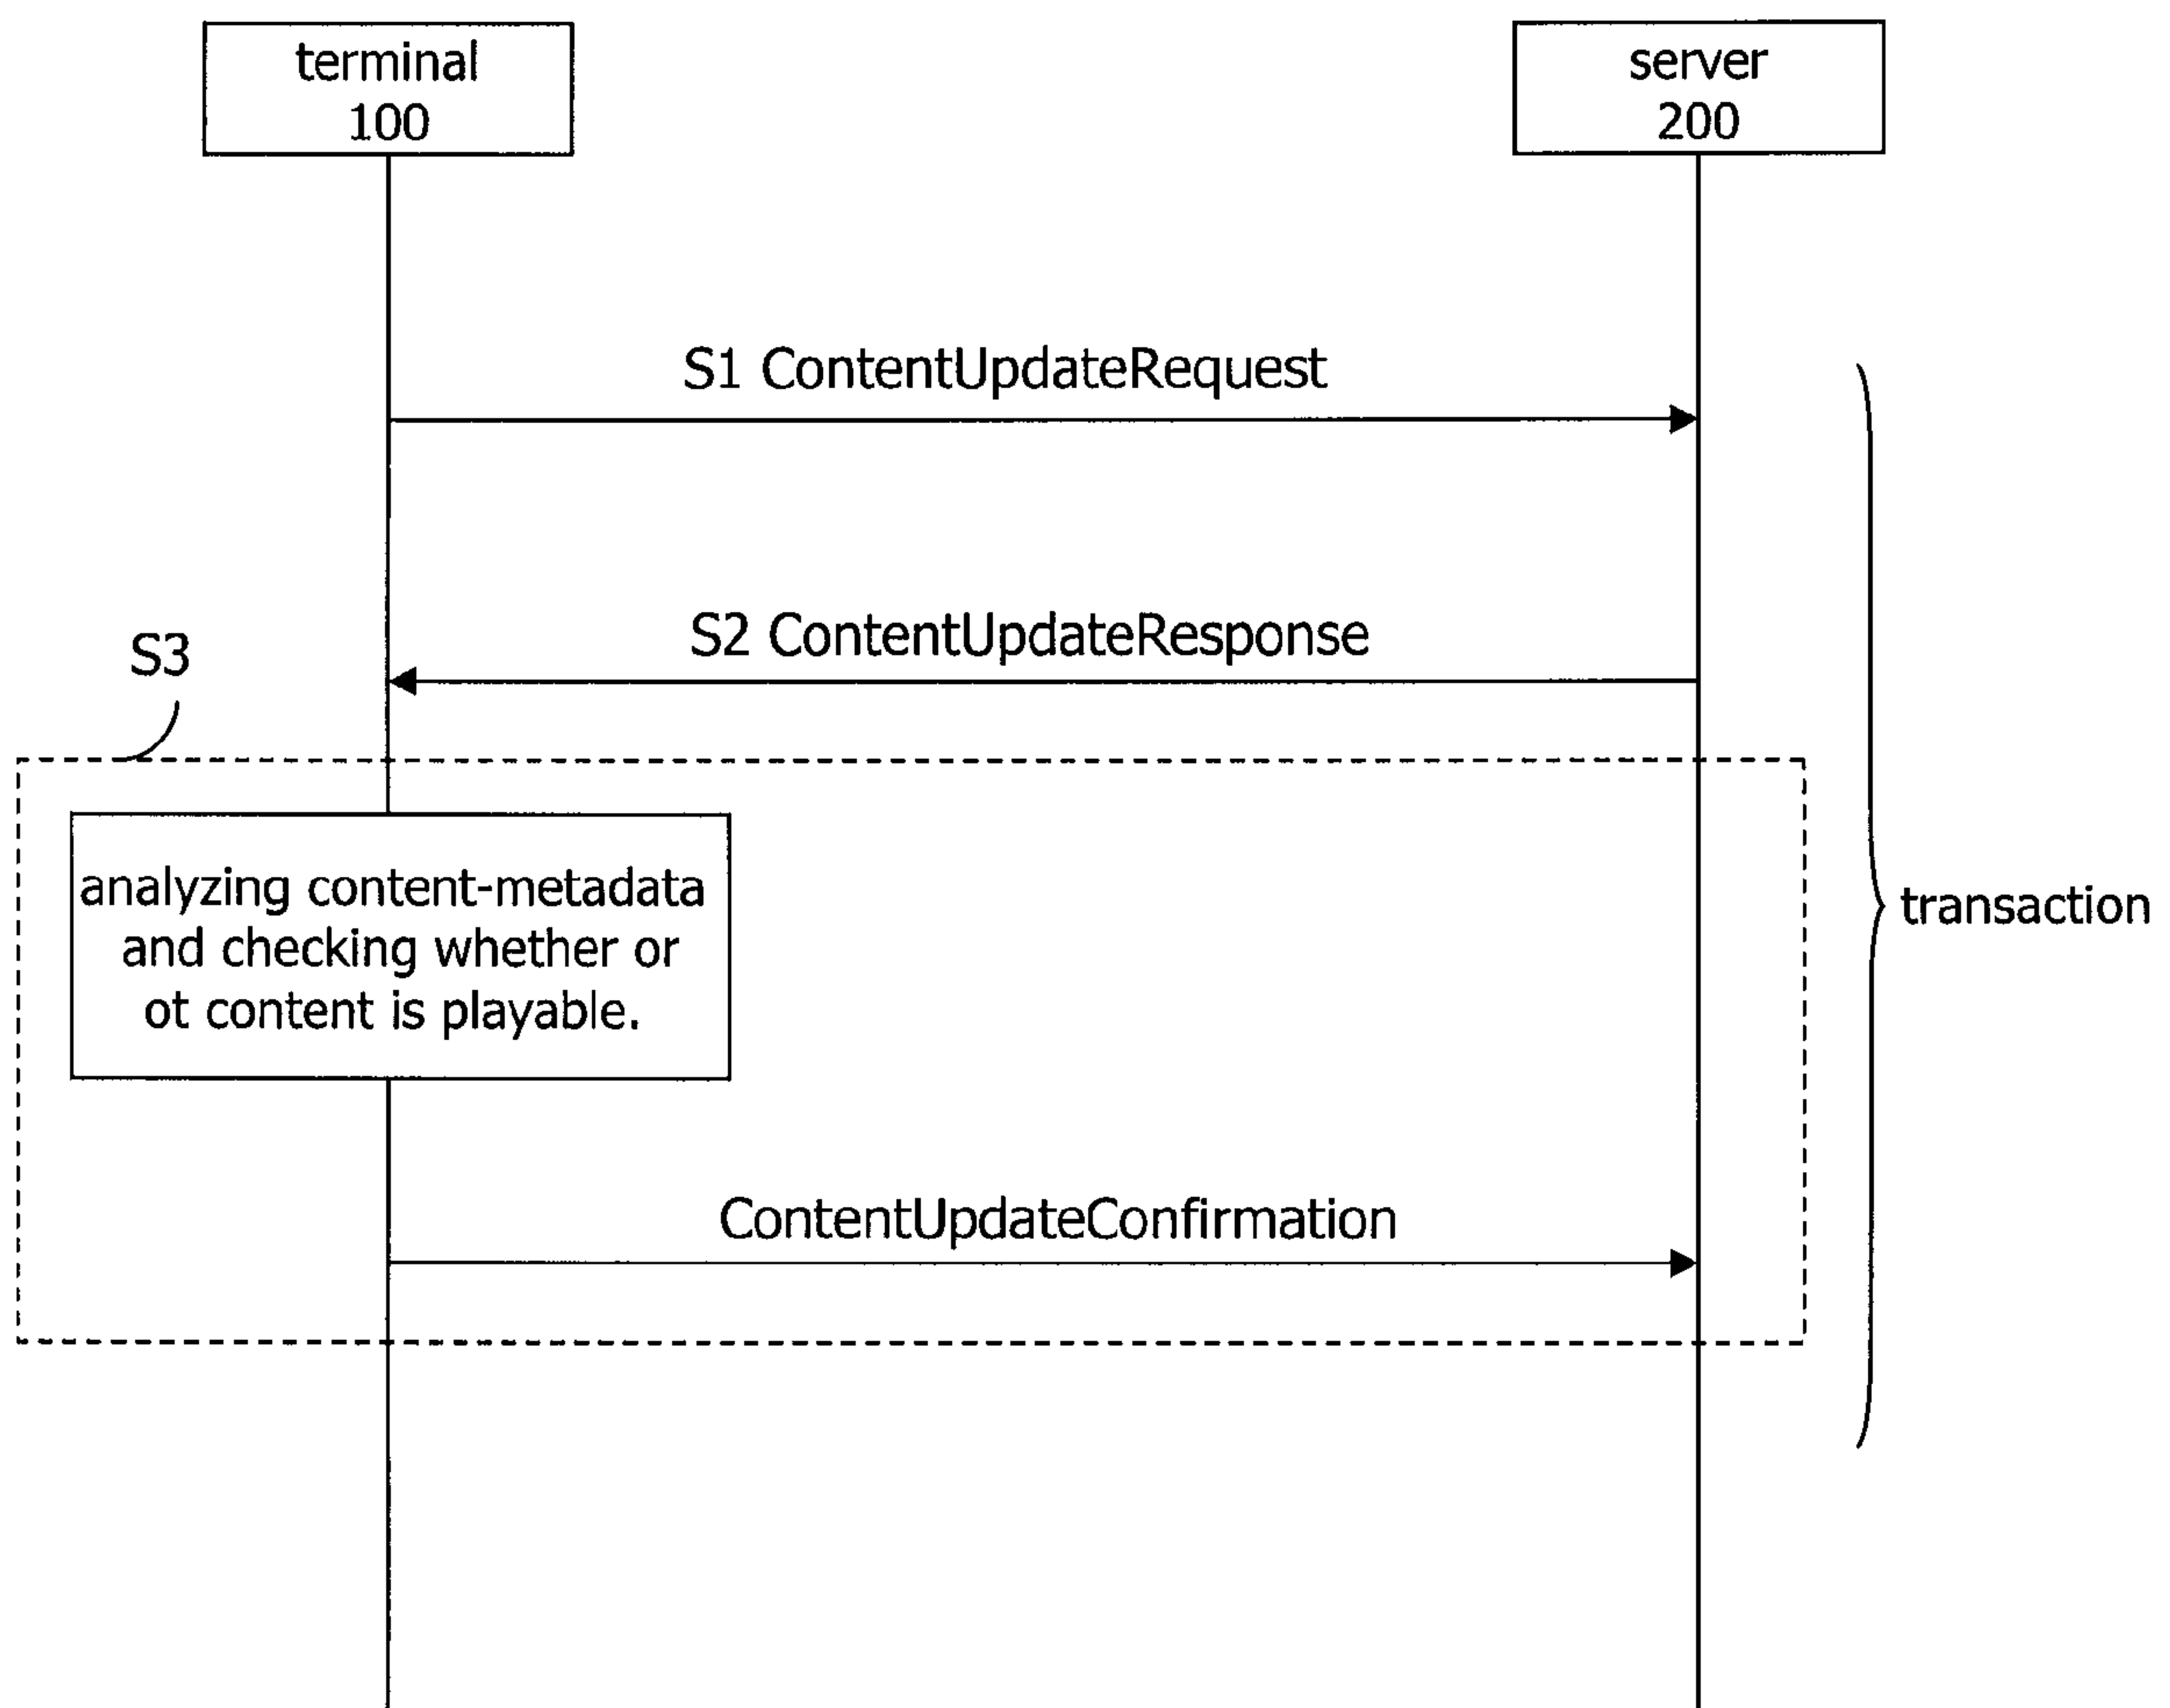 terminal
100
server
200
S1 ContentUpdateRequest
S2 ContentUpdateResponse
S3
analyzing content-metadata
and checking whether or
ot content is playable.
transaction
ContentUpdateConfirmation